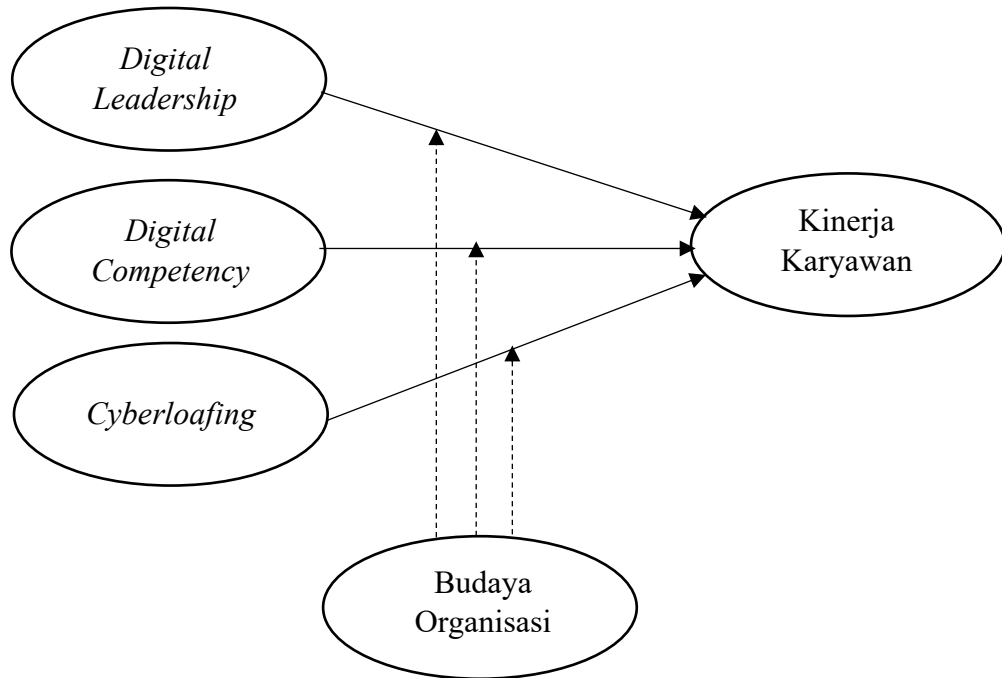 Digital
Leadership
Digital
Competency
Cyberloafing
Kinerja
Karyawan
Budaya
Organisasi